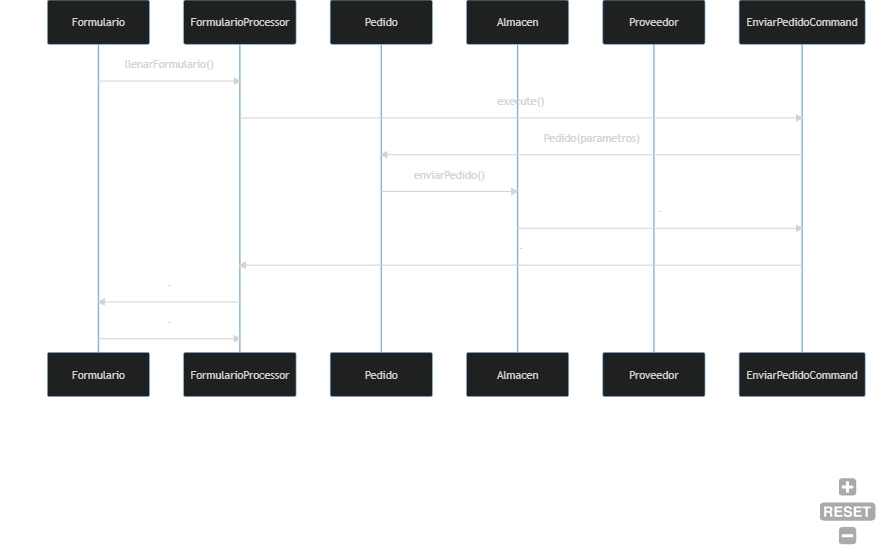 Formulario
FormularioProcessor
Pedido
Almacen
Proveedor
EnviarPedidoCommand
llenarFormulario()
execute()
Pedido(parametros)
enviarPedido()
-
-
-
-
Formulario
FormularioProcessor
Pedido
Almacen
Proveedor
EnviarPedidoCommand
+
RESET
-